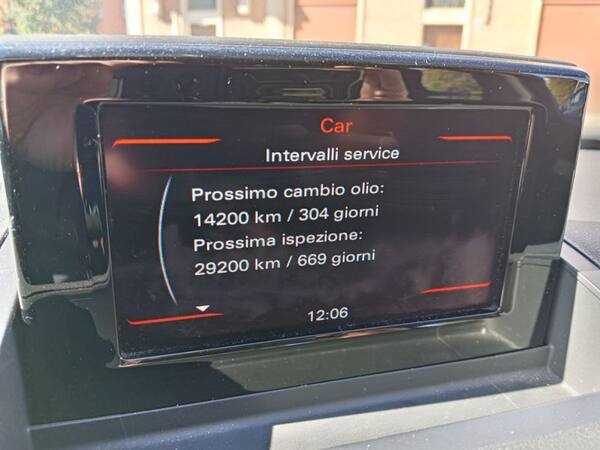 Car
Intervalli service
Prossimo cambio olio:
14200 km / 304 giorni
Prossima ispezione:
29200 km / 669 giorni
12:06